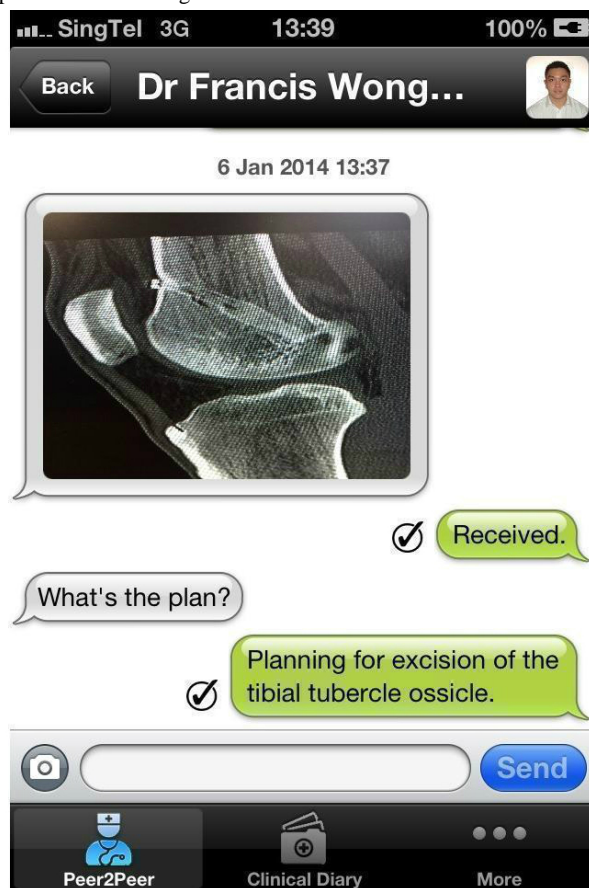 SingTel 3G 13:39 100%
Back Dr Francis Wong...
6 Jan 2014 13:37
Received.
What's the plan?
Planning for excision of the
tibial tubercle ossicle.
Send
Peer2Peer Clinical Diary More